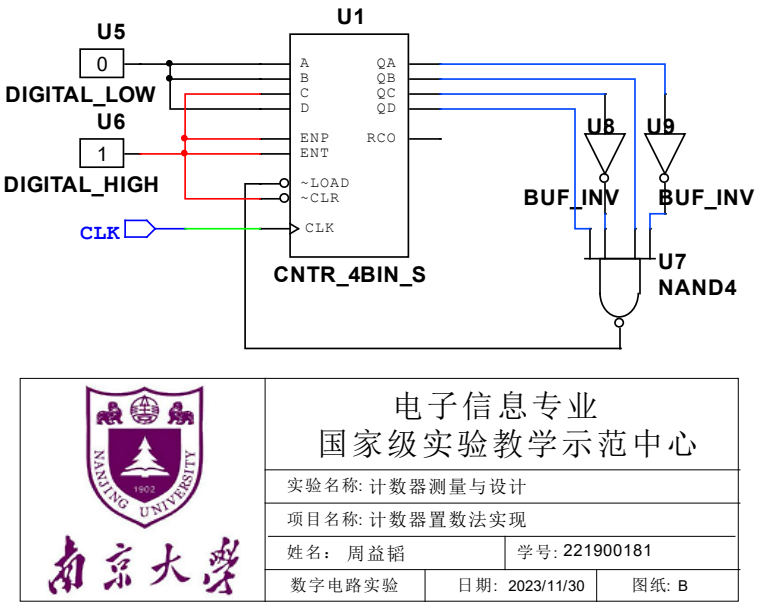 U1
U5
0
DIGITAL_LOW
U6
1
DIGITAL_HIGH
CLK
A
B
C
D
ENP
ENT
~LOAD
~CLR
CLK
QA
QB
QC
QD
RCO
CNTR_4BIN_S
U8
U9
BUF_INV
BUF_INV
U7
NAND4
NANJING UNIVERSITY
1902
南京大学
电子信息专业
国家级实验教学示范中心
实验名称: 计数器测量与设计
项目名称: 计数器置数法实现
姓名: 周益韬
学号: 221900181
数字电路实验
日期: 2023/11/30
图纸: B